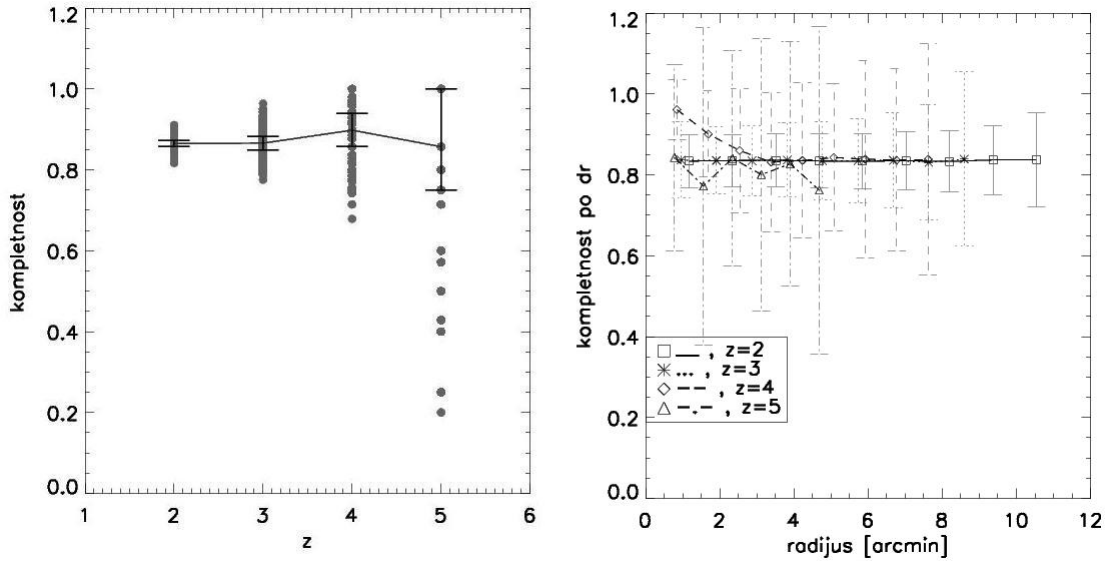 kompletnost
1.2
1.0
0.8
0.6
0.4
0.2
0.0
1 2 3 4 5 6
z
kompletnost po dr
1.2
1.0
0.8
0.6
0.4
0.2
0.0
— , z=2
... , z=3
-- , z=4
-.- , z=5
0 2 4 6 8 10 12
radijus [arcmin]